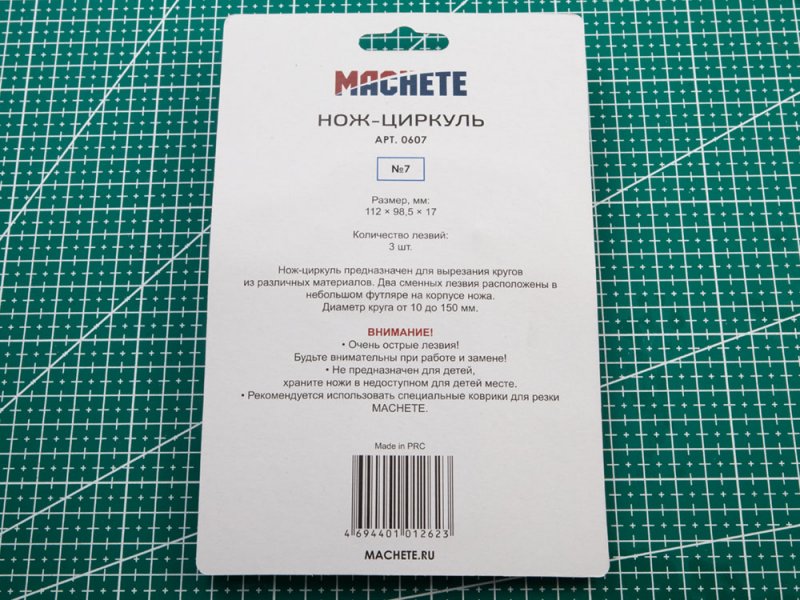 MACHETE
НОЖ-ЦИРКУЛЬ
АРТ. 0607
№7
Размер, мм:
112 × 98,5 × 17
Количество лезвий:
3 шт.
Нож-циркуль предназначен для вырезания кругов
из различных материалов. Два сменных лезвия расположены в
небольшом футляре на корпусе ножа.
Диаметр круга от 10 до 150 мм.
ВНИМАНИЕ!
• Очень острые лезвия!
Будьте внимательны при работе и замене!
• Не предназначен для детей,
храните ножи в недоступном для детей месте.
• Рекомендуется использовать специальные коврики для резки
MACHETE.
Made in PRC
4 694401 012623
MACHETE.RU